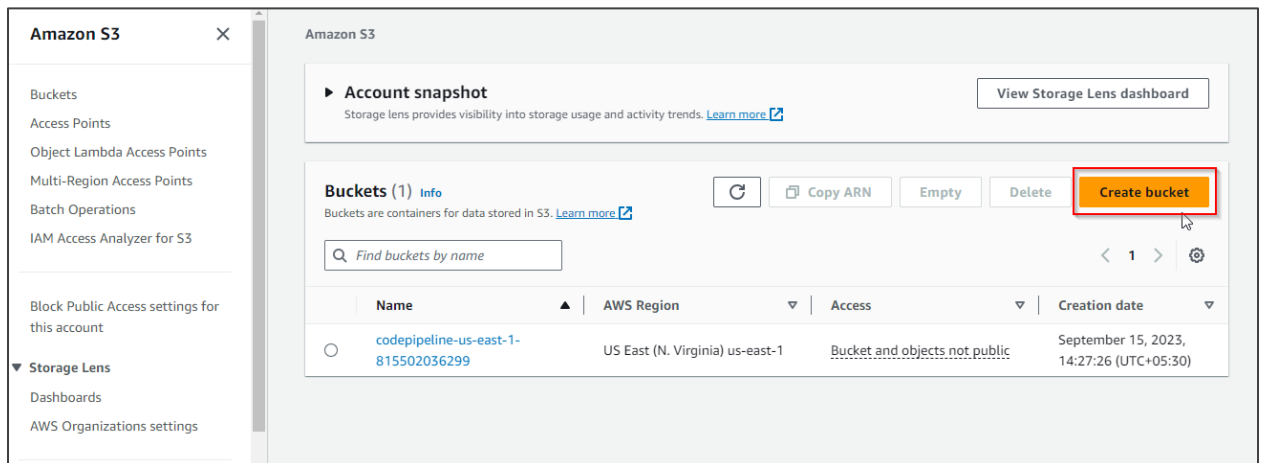 Amazon S3
Buckets
Access Points
Object Lambda Access Points
Multi-Region Access Points
Batch Operations
IAM Access Analyzer for S3
Block Public Access settings for
this account
Storage Lens
Dashboards
AWS Organizations settings
Amazon S3
Account snapshot
Storage lens provides visibility into storage usage and activity trends. Learn more
View Storage Lens dashboard
Buckets (1) Info
Buckets are containers for data stored in S3. Learn more
Copy ARN Empty Delete Create bucket
Find buckets by name
1
Name AWS Region Access Creation date
codepipeline-us-east-1-
815502036299
US East (N. Virginia) us-east-1
Bucket and objects not public
September 15, 2023,
14:27:26 (UTC+05:30)